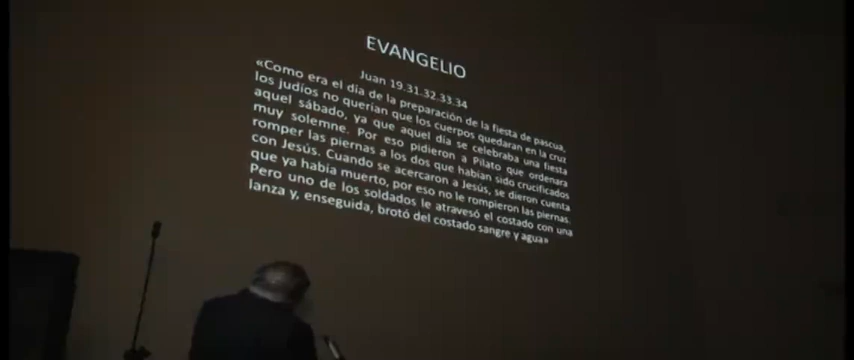 EVANGELIO
Juan 19.31.32.33.34
«Como era el día de la preparación de la fiesta de pascua,
los judíos no querían que los cuerpos quedaran en la cruz
aquel sábado, ya que aquel día se celebraba una fiesta
muy solemne. Por eso pidieron a Pilato que ordenara
romper las piernas a los dos que habían sido crucificados
con Jesús. Cuando se acercaron a Jesús, se dieron cuenta
que ya había muerto, por eso no le rompieron las piernas.
Pero uno de los soldados le atravesó el costado con una
lanza y, enseguida, brotó del costado sangre y agua»